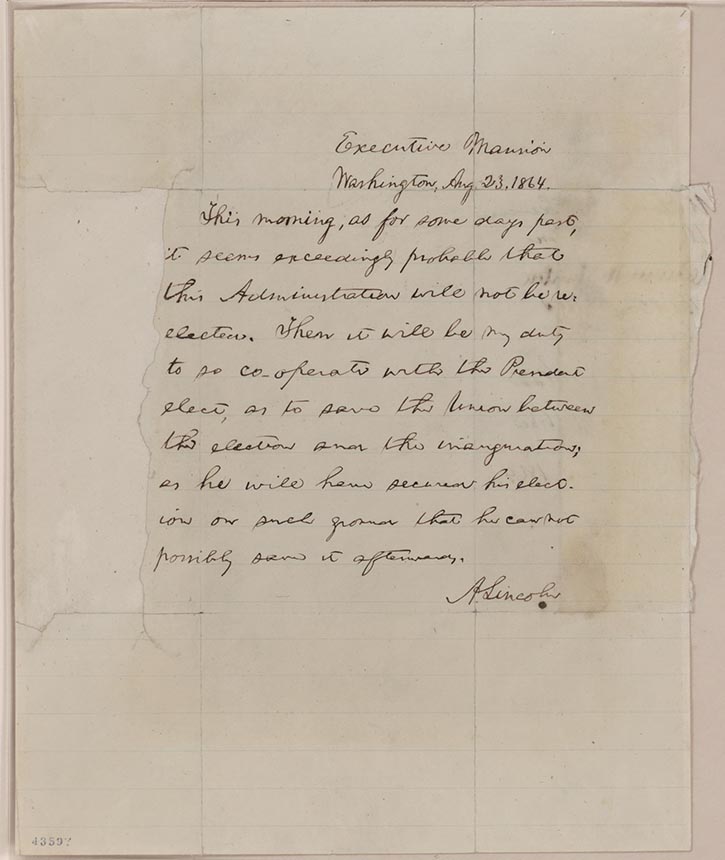 Executive Mansion
Washington, Aug 23, 1864.
This morning, as for some days past,
it seems exceedingly probable that
this Administration will not be re-
elected. Then it will be my duty
to so co-operate with the President
elect, as to save the Union between
the election and the inauguration;
as he will have secured his elect-
ion on such ground that he can not
possibly save it afterwards.
A. Lincoln
43597